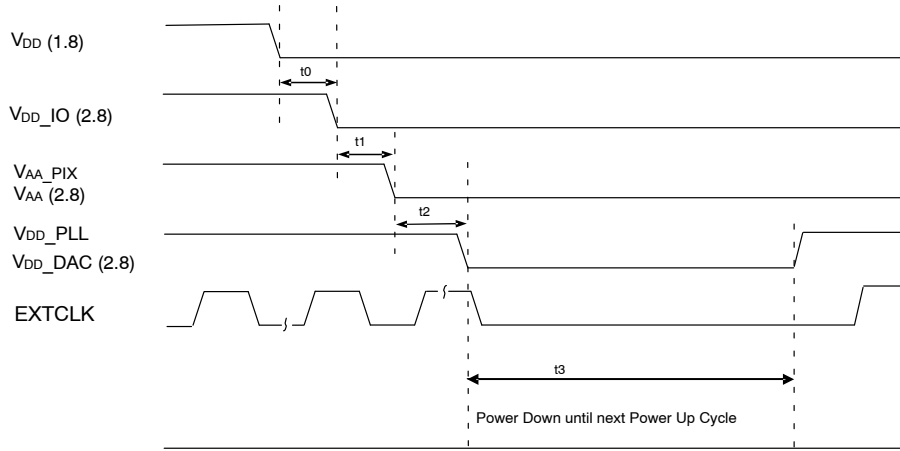 VDD (1.8)
t0
VDD_IO (2.8)
t1
VAA_PIX
VAA (2.8)
t2
VDD_PLL
VDD_DAC (2.8)
EXTCLK
t3
Power Down until next Power Up Cycle